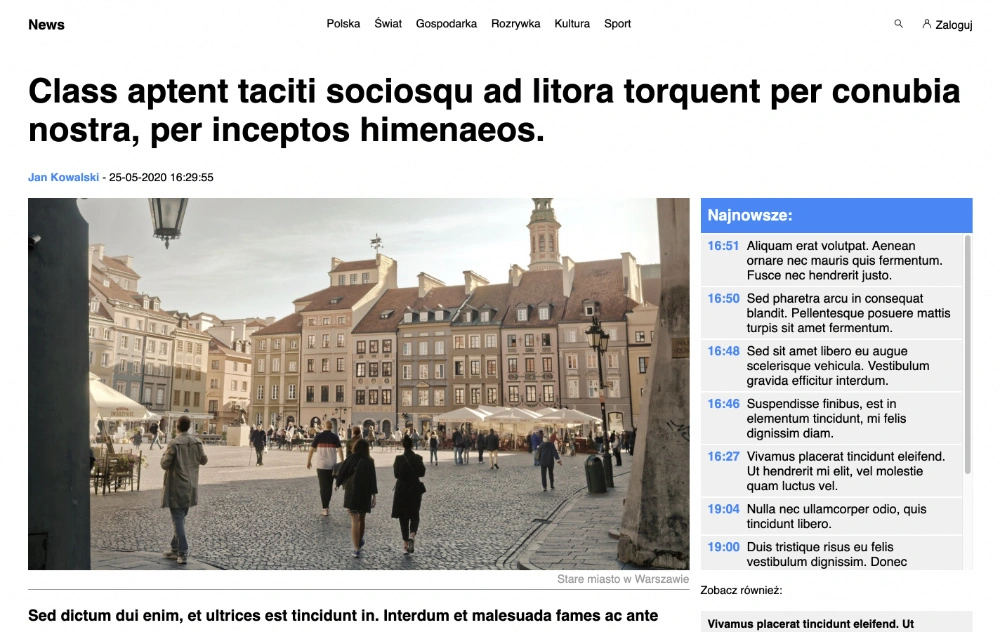 News
Polska Świat Gospodarka Rozrywka Kultura Sport
Zaloguj
Class aptent taciti sociosqu ad litora torquent per conubia
nostra, per inceptos himenaeos.
Jan Kowalski - 25-05-2020 16:29:55
Stare miasto w Warszawie
Sed dictum dui enim, et ultrices est tincidunt in. Interdum et malesuada fames ac ante
Najnowsze:
16:51 Aliquam erat volutpat. Aenean
ornare nec mauris quis fermentum.
Fusce nec hendrerit justo.
16:50 Sed pharetra arcu in consequat
blandit. Pellentesque posuere mattis
turpis sit amet fermentum.
16:48 Sed sit amet libero eu augue
scelerisque vehicula. Vestibulum
gravida efficitur interdum.
16:46 Suspendisse finibus, est in
elementum tincidunt, mi felis
dignissim diam.
16:27 Vivamus placerat tincidunt eleifend.
Ut hendrerit mi elit, vel molestie
quam luctus vel.
19:04 Nulla nec ullamcorper odio, quis
tincidunt libero.
19:00 Duis tristique risus eu felis
vestibulum dignissim. Donec
Zobacz również:
Vivamus placerat tincidunt eleifend. Ut